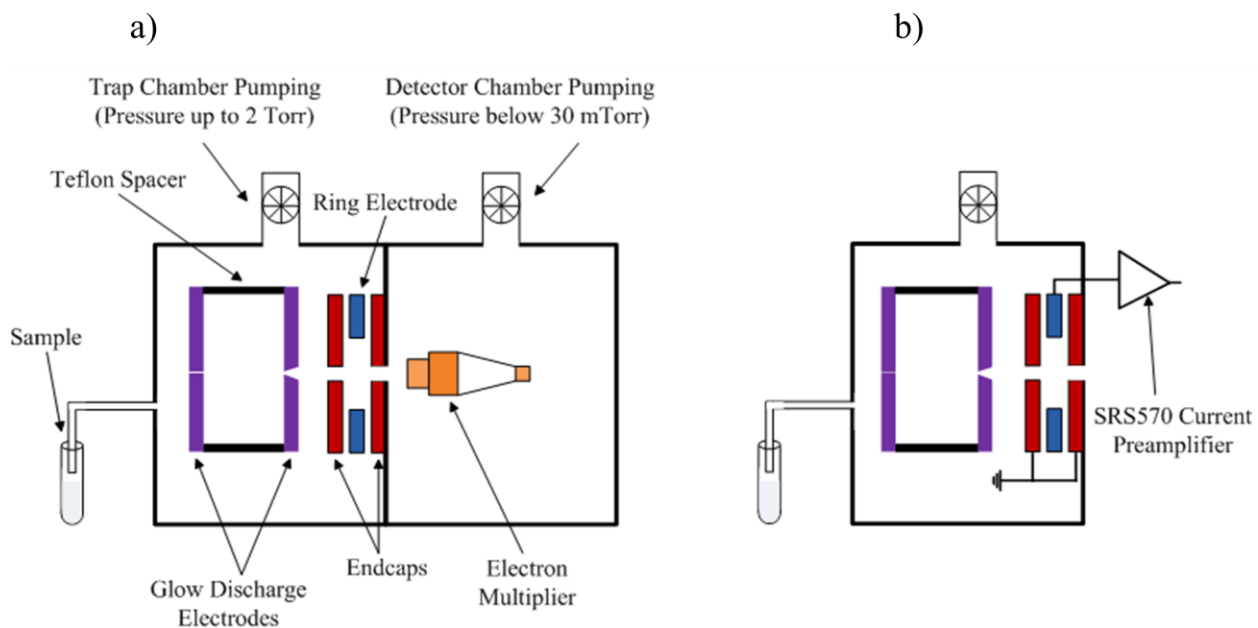 a)
b)
Trap Chamber Pumping
(Pressure up to 2 Torr)
Detector Chamber Pumping
(Pressure below 30 mTorr)
Teflon Spacer
Ring Electrode
Sample
SRS570 Current
Preamplifier
Glow Discharge
Electrodes
Endcaps
Electron
Multiplier